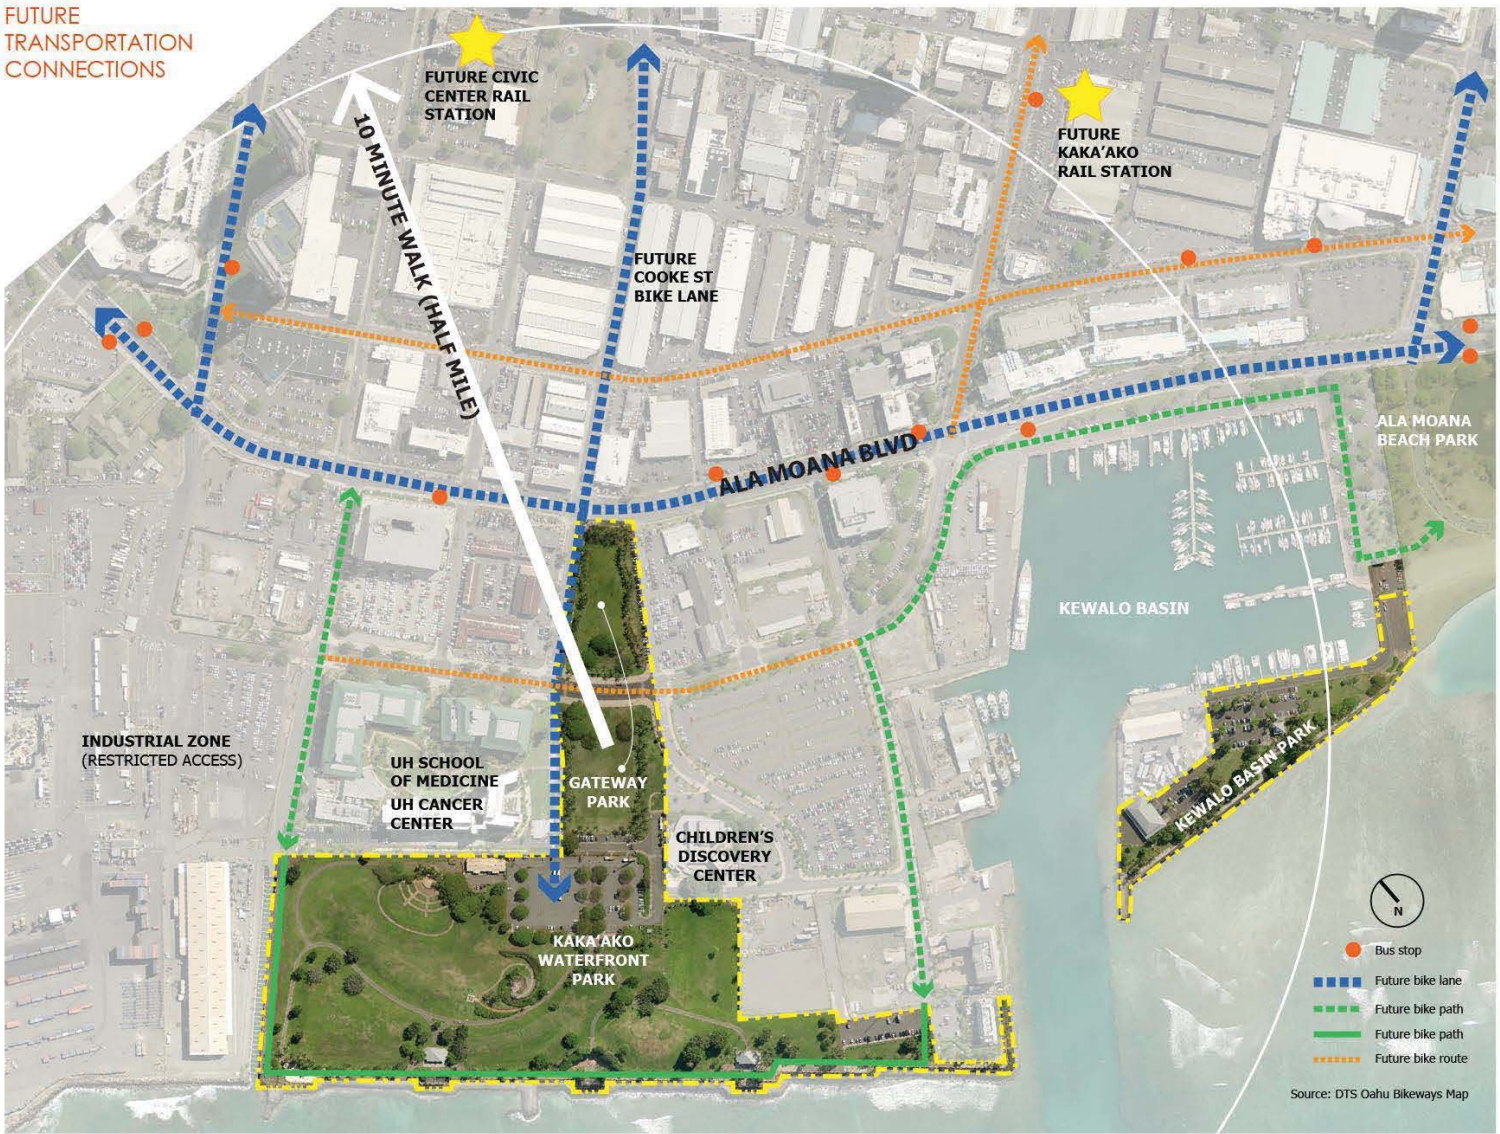 FUTURE
TRANSPORTATION
CONNECTIONS
FUTURE CIVIC
CENTER RAIL
STATION
FUTURE
KAKA'AKO
RAIL STATION
10 MINUTE WALK (HALF MILE)
FUTURE
COOKE ST
BIKE LANE
ALA MOANA BLVD
ALA MOANA
BEACH PARK
KEWALO BASIN
INDUSTRIAL ZONE
(RESTRICTED ACCESS)
UH SCHOOL
OF MEDICINE
UH CANCER
CENTER
GATEWAY
PARK
KEWALO BASIN PARK
CHILDREN'S
DISCOVERY
CENTER
KAKA'AKO
WATERFRONT
PARK
N
Bus stop
Future bike lane
Future bike path
Future bike path
Future bike route
Source: DTS Oahu Bikeways Map